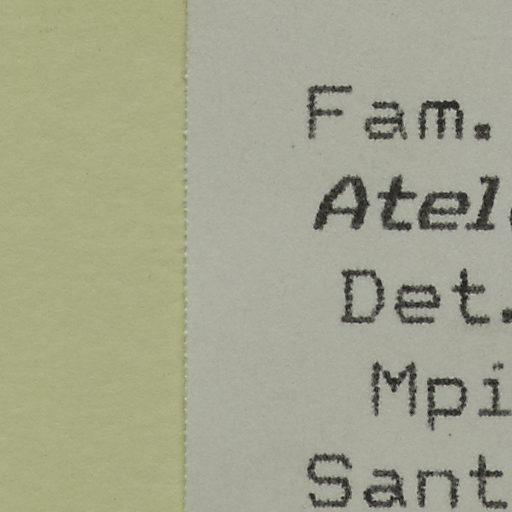 Fam.
Atel
Det.
Mpi
Sant